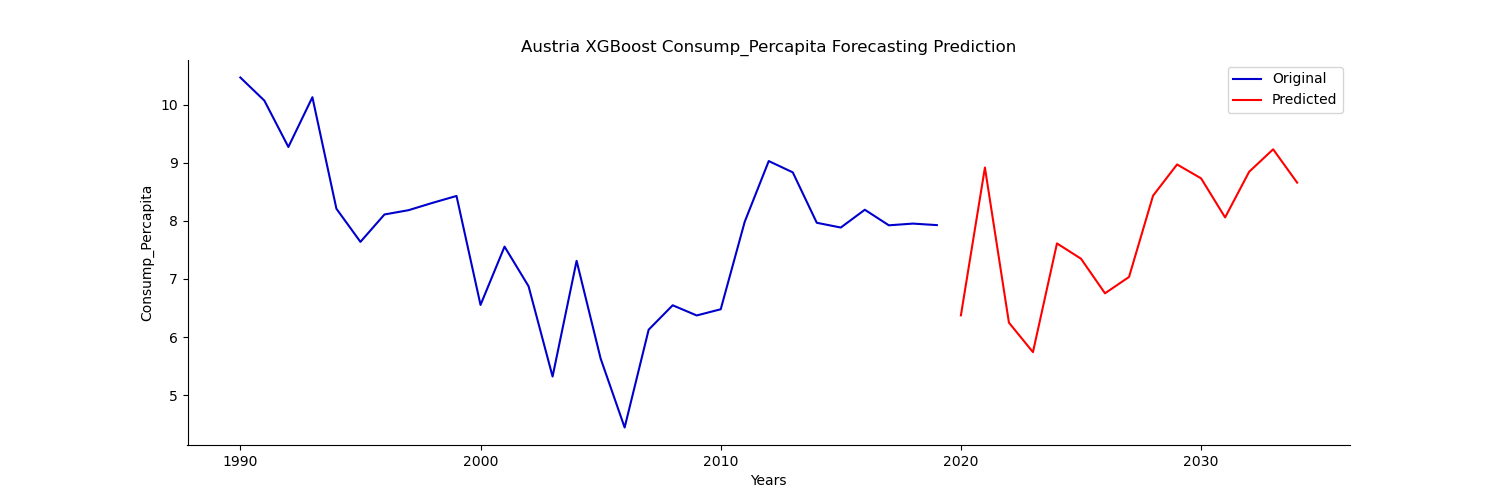 Austria XGBoost Consump_Percapita Forecasting Prediction
Original
Predicted
10
9
8
7
6
5
Consump_Percapita
1990
2000
2010
2020
2030
Years